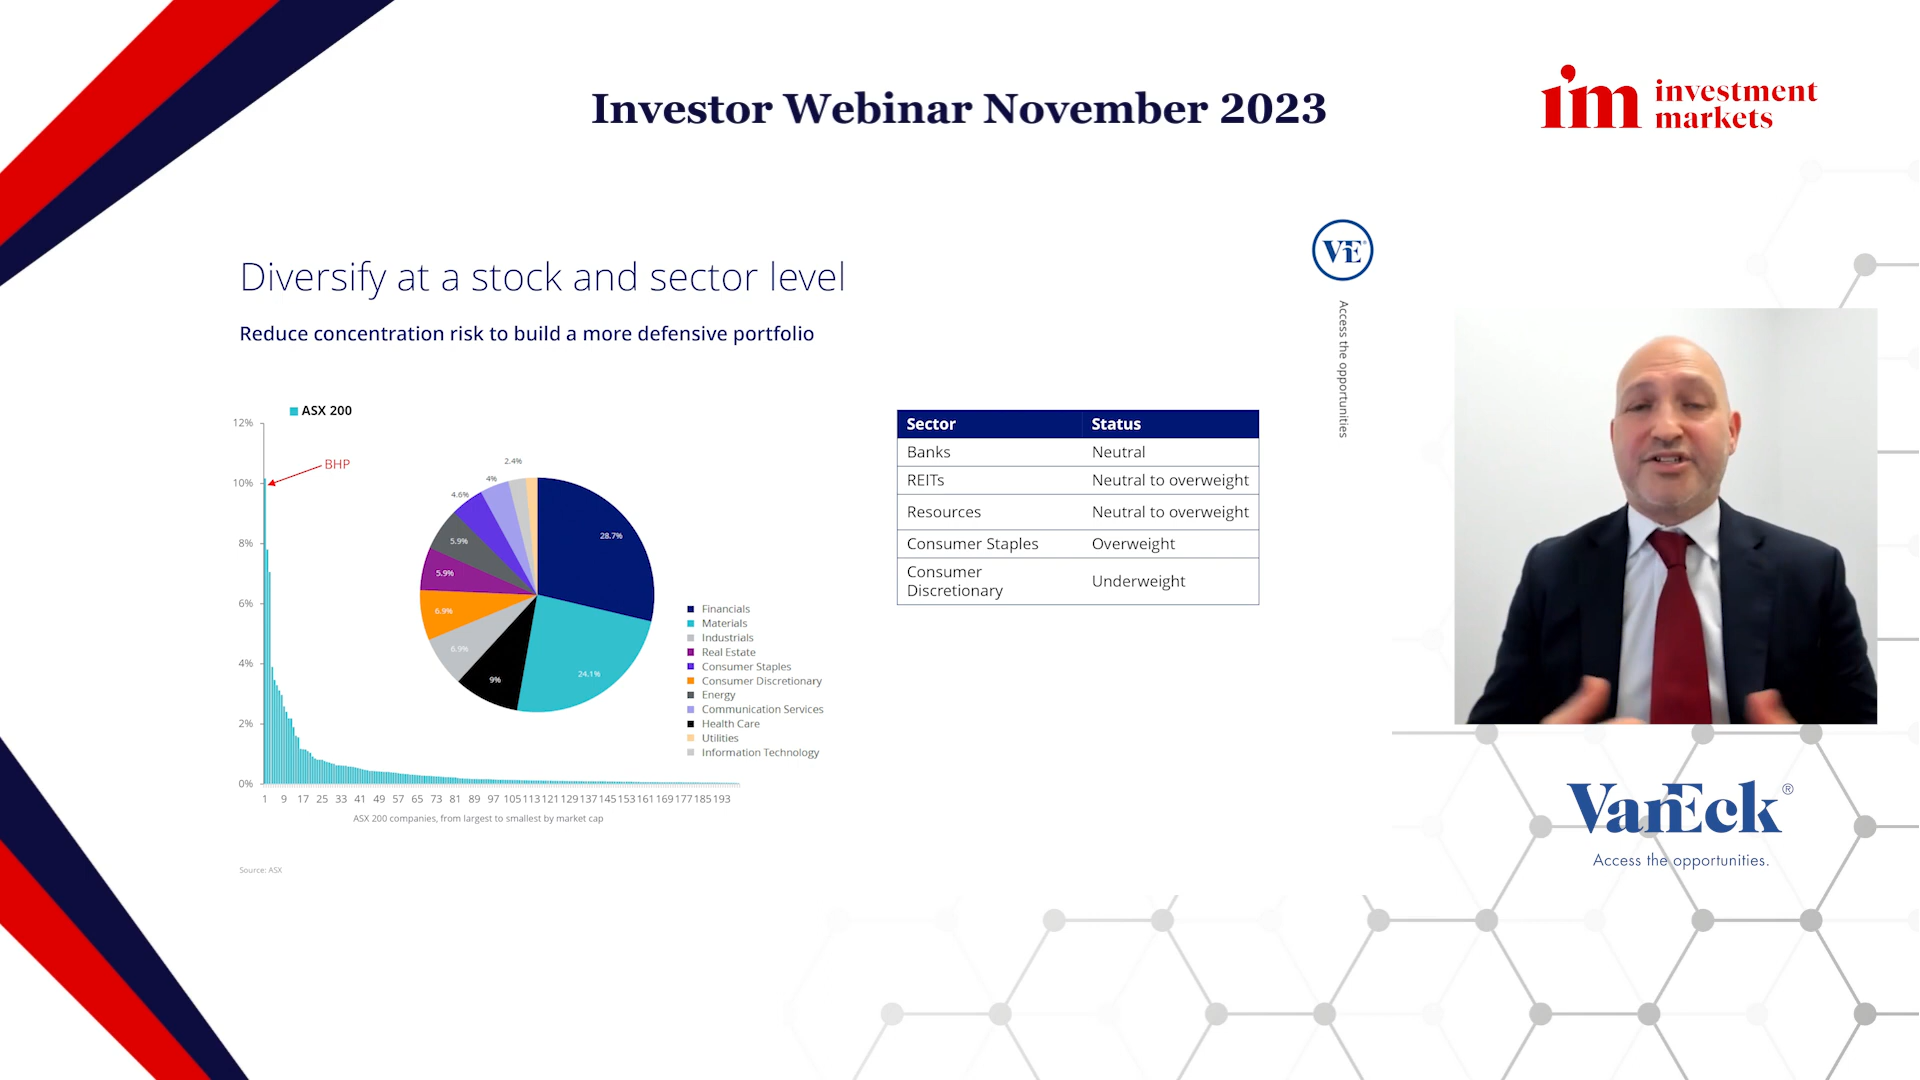 Investor Webinar November 2023
im investment
markets
VE
Access the opportunities
Diversify at a stock and sector level
Reduce concentration risk to build a more defensive portfolio
ASX 200
12%
10%
8%
6%
4%
2%
0%
BHP
2.4%
4%
4.6%
5.9%
5.9%
6.9%
6.9%
9%
24.1%
28.7%
Financials
Materials
Industrials
Real Estate
Consumer Staples
Consumer Discretionary
Energy
Communication Services
Health Care
Utilities
Information Technology
1 9 17 25 33 41 49 57 65 73 81 89 97 105 113 121 129 137 145 153 161 169 177 185 193
ASX 200 companies, from largest to smallest by market cap
Source: ASX
Sector Status
Banks Neutral
REITs Neutral to overweight
Resources Neutral to overweight
Consumer Staples Overweight
Consumer
Discretionary Underweight
VanEck®
Access the opportunities.